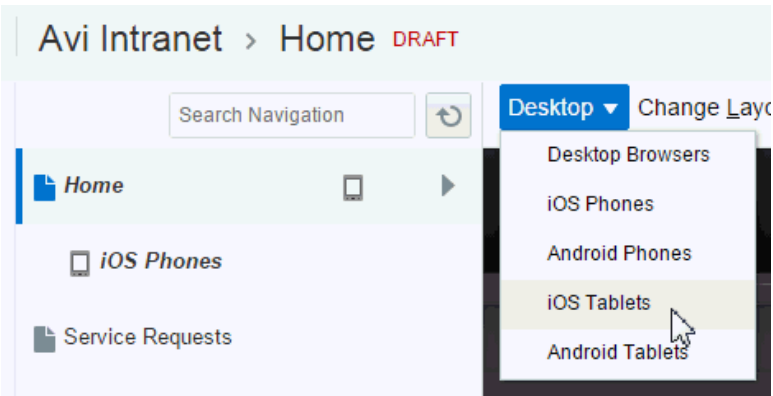 Avi Intranet > Home DRAFT
Search Navigation
Desktop ▼ Change Layo
Home
iOS Phones
Service Requests
Desktop Browsers
iOS Phones
Android Phones
iOS Tablets
Android Tablets